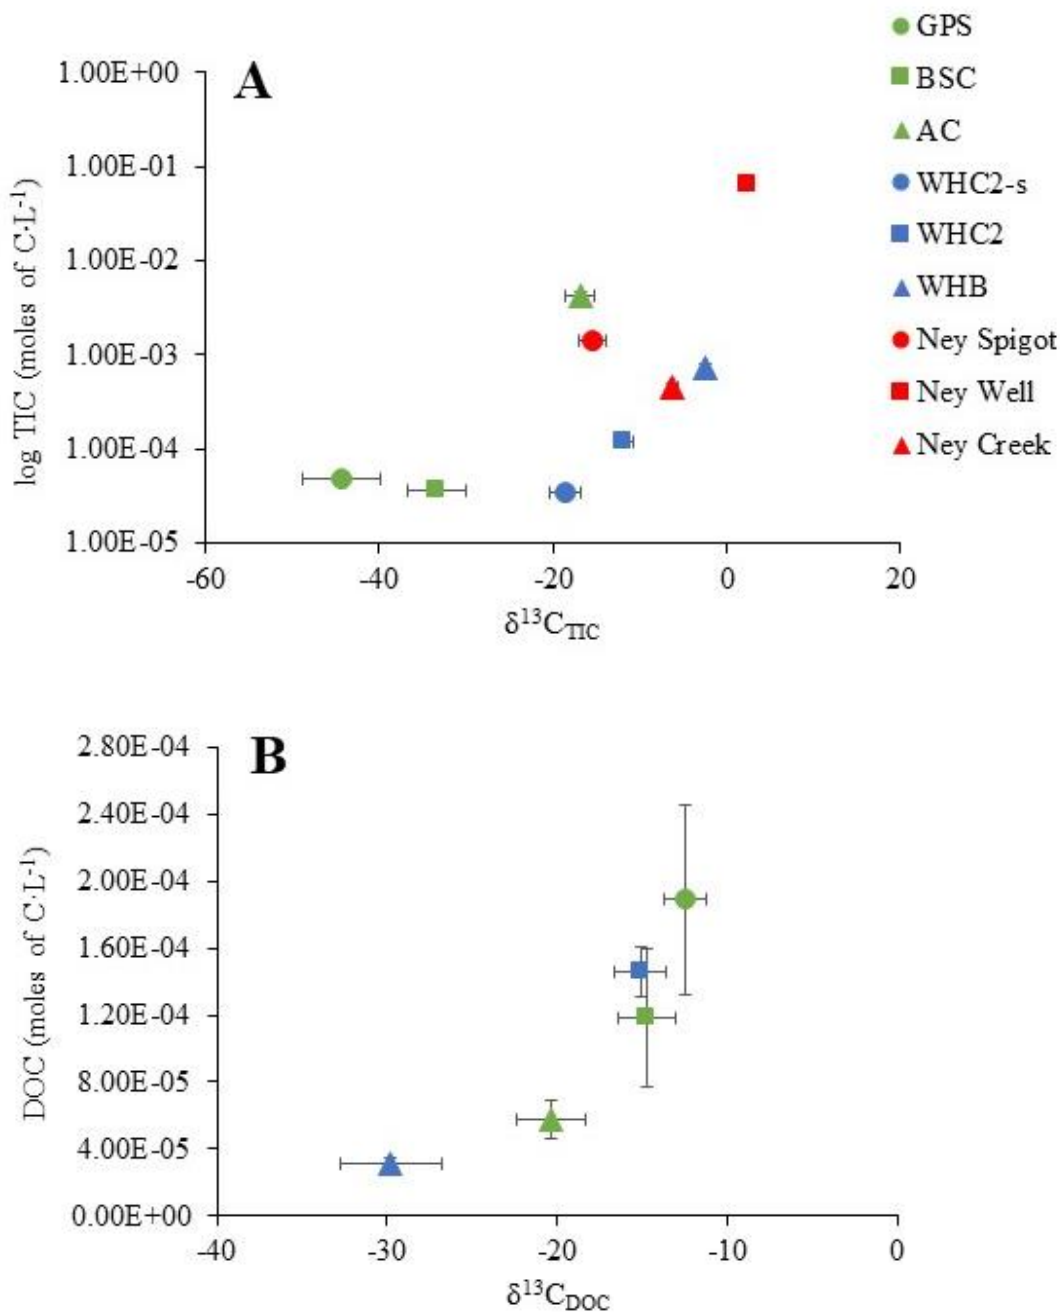 A
log TIC (moles of C·L⁻¹)
1.00E+00
1.00E-01
1.00E-02
1.00E-03
1.00E-04
1.00E-05
-60 -40 -20 0 20
δ¹³C_TIC
GPS
BSC
AC
WHC2-s
WHC2
WHB
Ney Spigot
Ney Well
Ney Creek
B
DOC (moles of C·L⁻¹)
2.80E-04
2.40E-04
2.00E-04
1.60E-04
1.20E-04
8.00E-05
4.00E-05
0.00E+00
-40 -30 -20 -10 0
δ¹³C_DOC